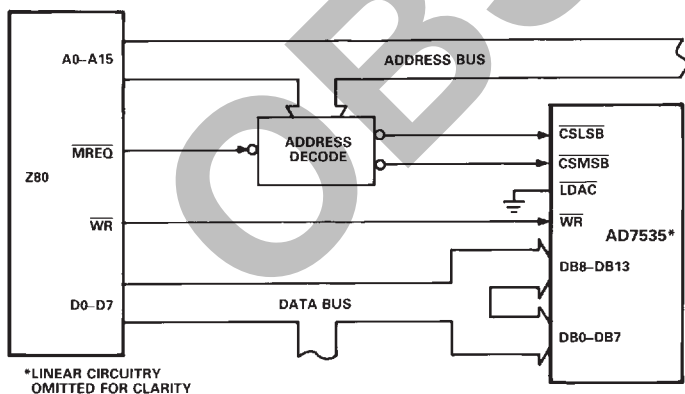 A0–A15
ADDRESS BUS
ADDRESS
DECODE
CSLSB
CSMSB
MREQ
LDAC
Z80
WR
WR
AD7535*
DB8–DB13
D0–D7
DATA BUS
DB0–DB7
*LINEAR CIRCUITRY
OMITTED FOR CLARITY